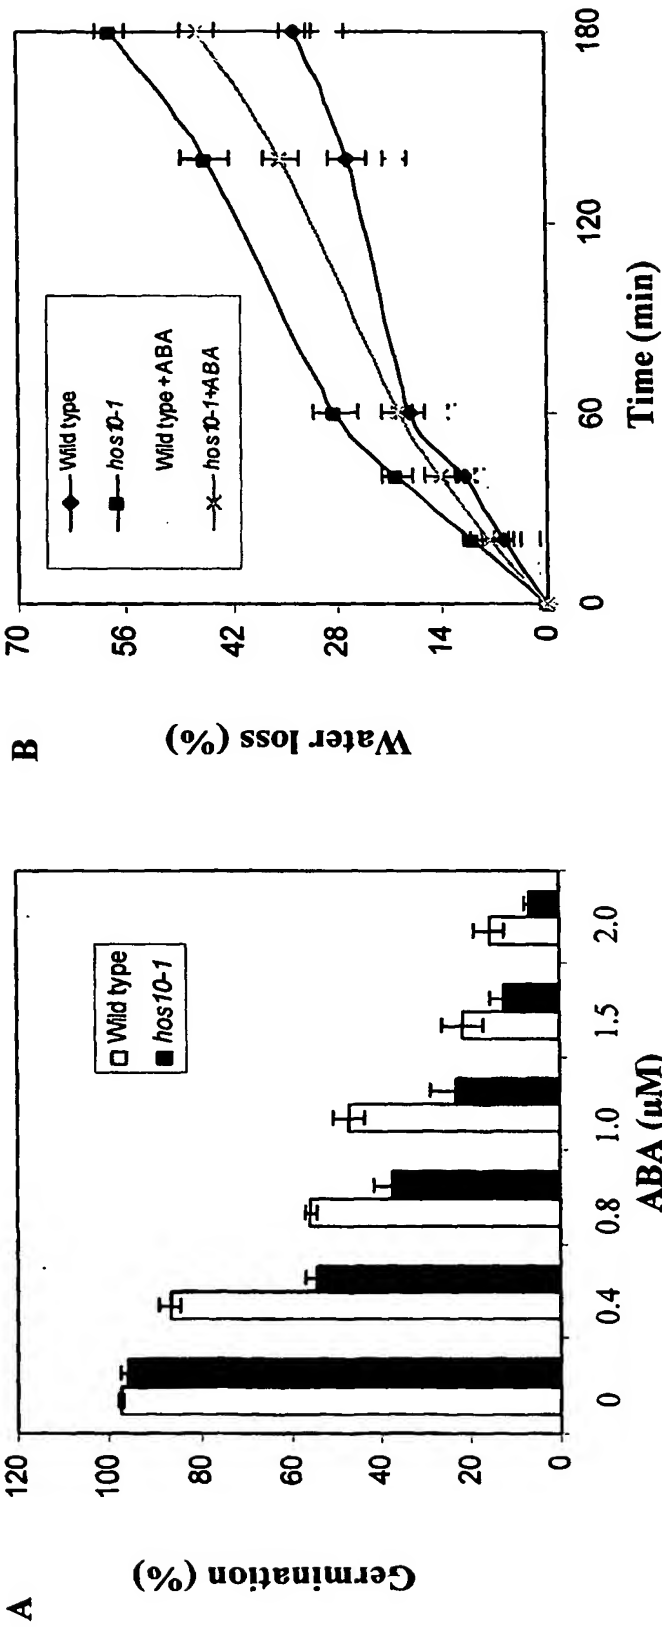 A
Germination (%)
120
100
80
60
40
20
0
Wild type
hos10-1
0
0.4
0.8
1.0
1.5
2.0
ABA (µM)
B
Water loss (%)
70
56
42
28
14
0
Wild type
hos10-1
Wild type+ABA
hos10-1+ABA
0
60
120
180
Time (min)